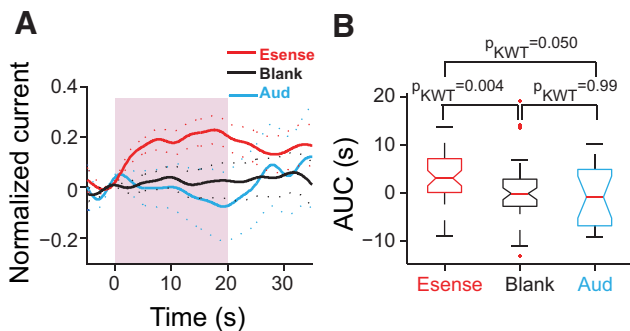 A
Esense
Blank
Aud
Normalized current
0.4
0.2
0
−0.2
0
10
20
30
Time (s)
B
pKWT=0.050
pKWT=0.004
pKWT=0.99
AUC (s)
20
10
0
−10
Esense
Blank
Aud